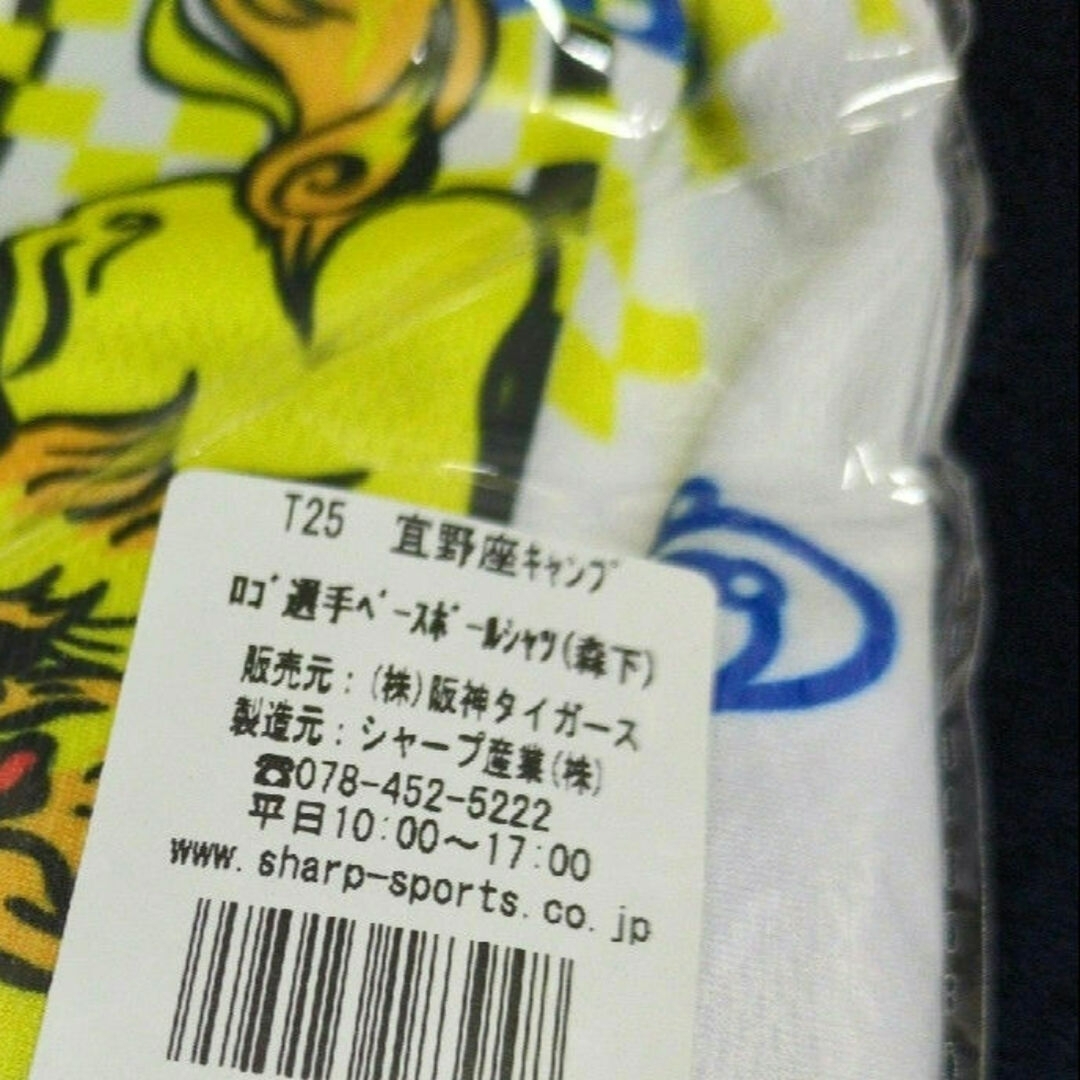 T25 宜野座ｷｬﾝﾌﾟ
ﾛｺﾞ選手ﾍﾞｰｽﾎﾞｰﾙｼｬﾂ(森下)
販売元：(株)阪神タイガース
製造元：シャープ産業(株)
☎078-452-5222
平日10:00～17:00
www.sharp-sports.co.jp